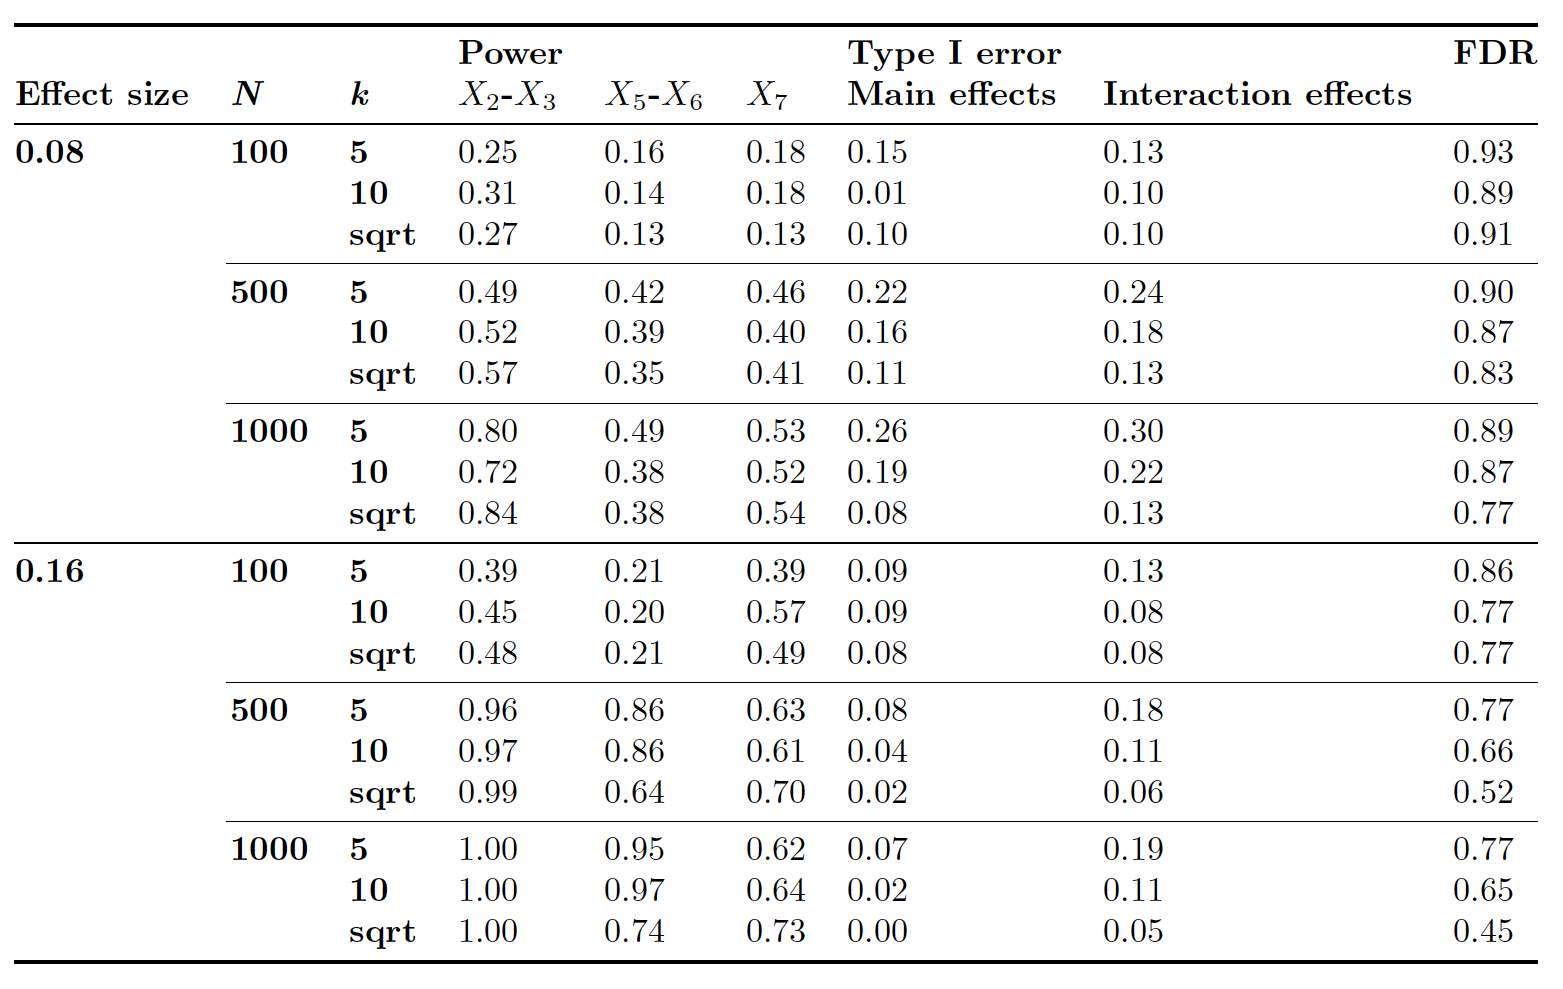 Power Type I error FDR
Effect size N k X₂-X₃ X₅-X₆ X₇ Main effects Interaction effects
0.08 100 5 0.25 0.16 0.18 0.15 0.13 0.93
10 0.31 0.14 0.18 0.01 0.10 0.89
sqrt 0.27 0.13 0.13 0.10 0.10 0.91
500 5 0.49 0.42 0.46 0.22 0.24 0.90
10 0.52 0.39 0.40 0.16 0.18 0.87
sqrt 0.57 0.35 0.41 0.11 0.13 0.83
1000 5 0.80 0.49 0.53 0.26 0.30 0.89
10 0.72 0.38 0.52 0.19 0.22 0.87
sqrt 0.84 0.38 0.54 0.08 0.13 0.77
0.16 100 5 0.39 0.21 0.39 0.09 0.13 0.86
10 0.45 0.20 0.57 0.09 0.08 0.77
sqrt 0.48 0.21 0.49 0.08 0.08 0.77
500 5 0.96 0.86 0.63 0.08 0.18 0.77
10 0.97 0.86 0.61 0.04 0.11 0.66
sqrt 0.99 0.64 0.70 0.02 0.06 0.52
1000 5 1.00 0.95 0.62 0.07 0.19 0.77
10 1.00 0.97 0.64 0.02 0.11 0.65
sqrt 1.00 0.74 0.73 0.00 0.05 0.45